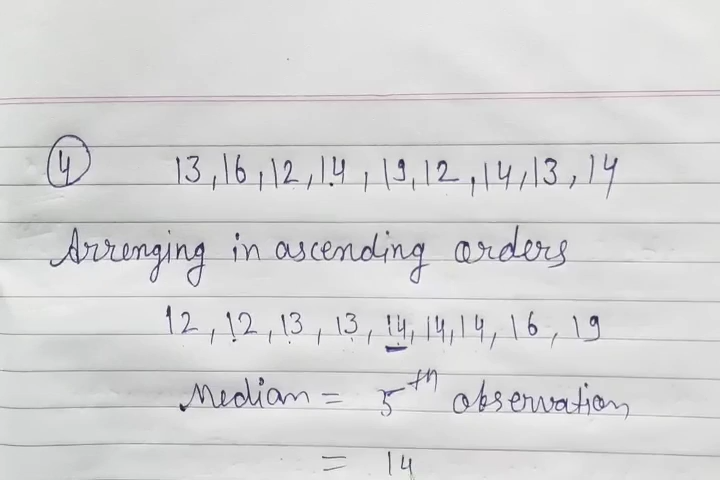 4 13, 16, 12, 14, 19, 12, 14, 13, 14
Arrenging in ascending orders
12, 12, 13, 13, 14, 14, 14, 16, 19
Median = 5th observation
= 14